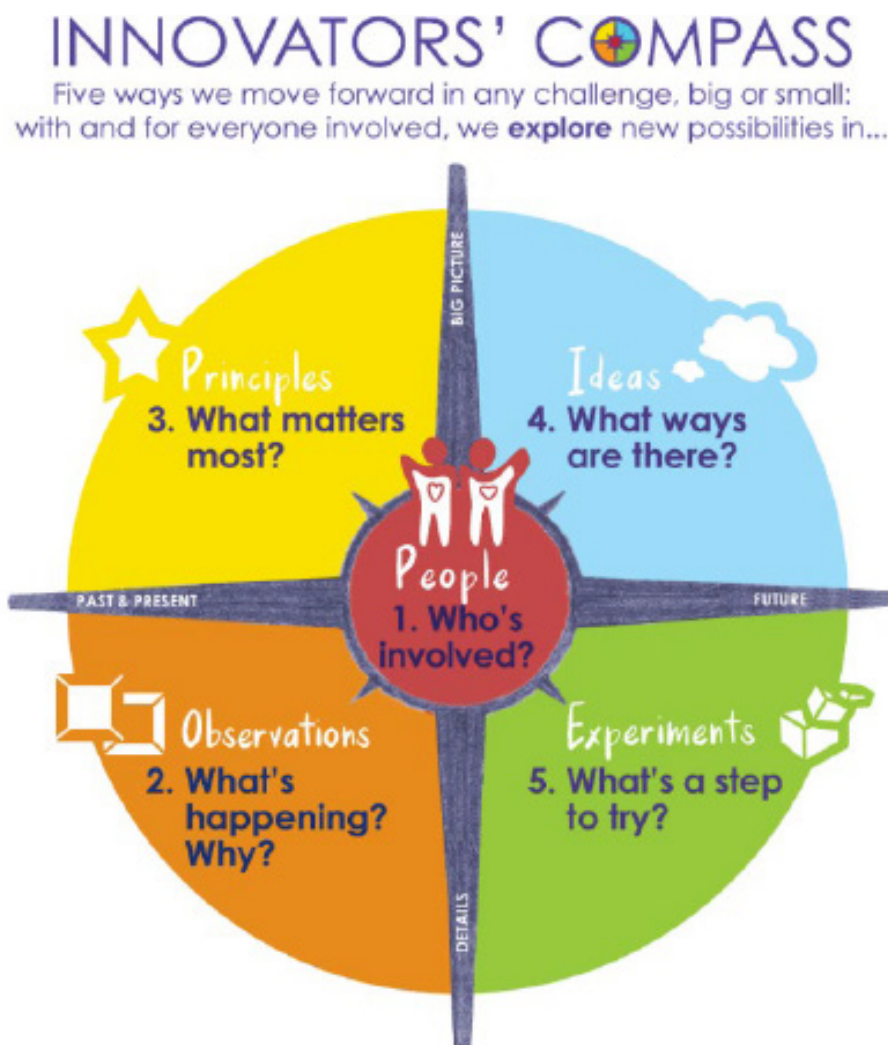 INNOVATORS' COMPASS
Five ways we move forward in any challenge, big or small:
with and for everyone involved, we explore new possibilities in...
BIG PICTURE
Principles
3. What matters
most?
Ideas
4. What ways
are there?
People
1. Who's
involved?
PAST & PRESENT
FUTURE
Observations
2. What's
happening?
Why?
Experiments
5. What's a step
to try?
DETAILS